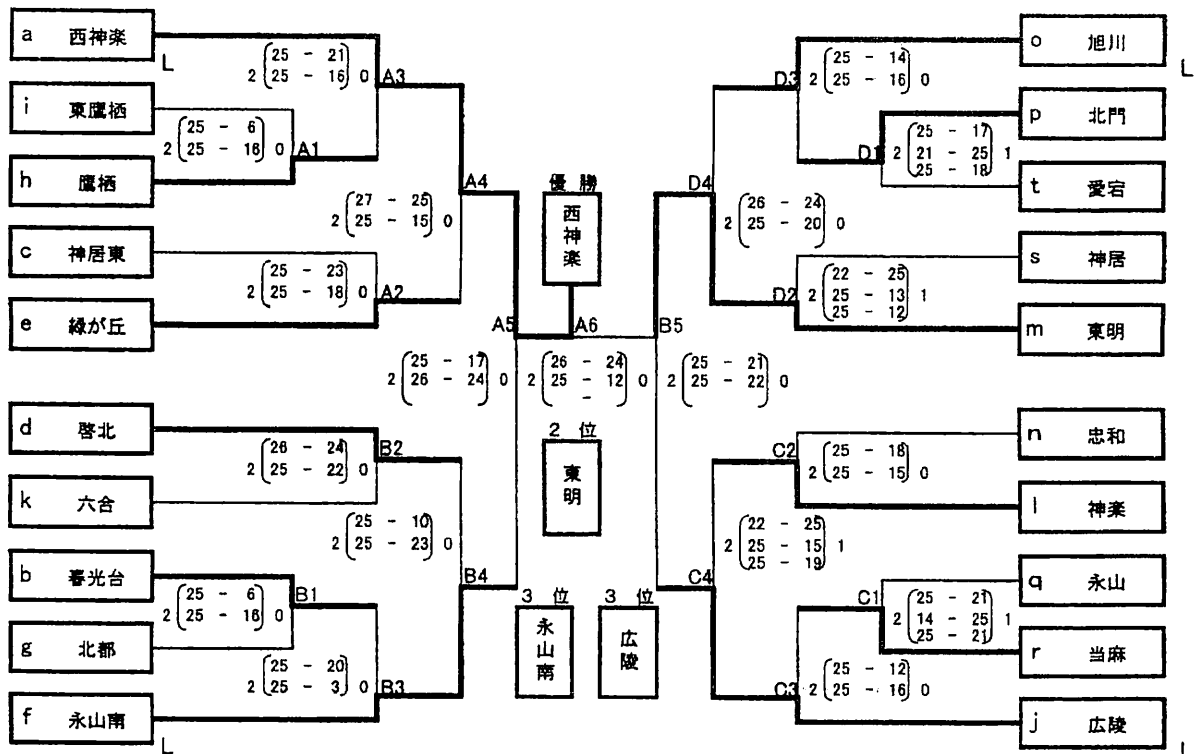 a 西神楽
L
2 (25 - 21
25 - 16) 0 A3
i 東鷹栖
2 (25 - 6
25 - 16) 0 A1
h 鷹栖
A4
2 (27 - 25
25 - 15) 0
c 神居東
2 (25 - 23
25 - 18) 0 A2
e 緑が丘
A5
2 (25 - 17
26 - 24) 0
d 啓北
2 (26 - 24
25 - 22) 0 B2
k 六合
2 (25 - 10
25 - 23) 0
B4
b 春光台
2 (25 - 6
25 - 16) 0 B1
g 北都
2 (25 - 20
25 - 3) 0 B3
f 永山南
L
優勝
西神楽
A6
2 (26 - 24
25 - 12
-) 0
2位
東明
3位
永山南
3位
広陵
o 旭川
L
D3 2 (25 - 14
25 - 16) 0
p 北門
D1 2 (25 - 17
21 - 25
25 - 18) 1
t 愛宕
D4
2 (26 - 24
25 - 20) 0
s 神居
D2 2 (22 - 25
25 - 13
25 - 12) 1
m 東明
B5
2 (25 - 21
25 - 22) 0
n 忠和
C2 2 (25 - 18
25 - 15) 0
l 神楽
2 (22 - 25
25 - 15
25 - 19) 1
C4
q 永山
C1 2 (25 - 21
14 - 25
25 - 21) 1
r 当麻
C3 2 (25 - 12
25 - 16) 0
j 広陵
L